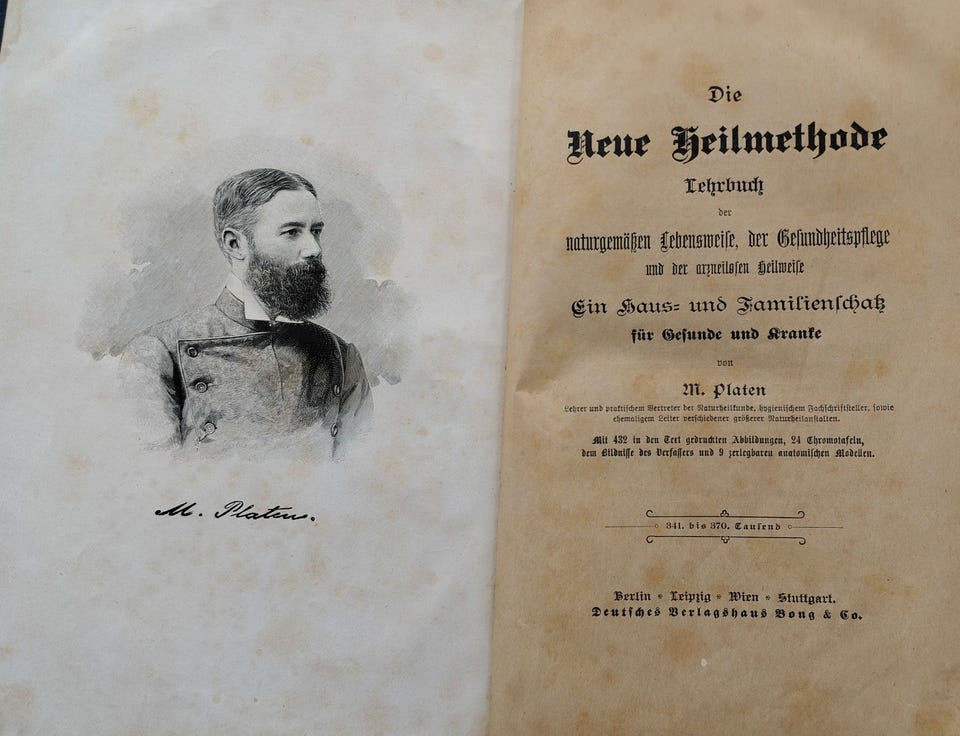 M. Platen.
Die
Neue Heilmethode
Lehrbuch
der
naturgemäßen Lebensweise, der Gesundheitspflege
und der arzneilosen Heilweise
Ein Haus= und Familienschatz
für Gesunde und Kranke
von
M. Platen
Lehrer und praktischem Vertreter der Naturheilkunde, hygienischem Fachschriftsteller, sowie
ehemaligem Leiter verschiedener größerer Naturheilanstalten.
Mit 432 in den Text gedruckten Abbildungen, 24 Chromotafeln,
dem Bildnisse des Verfassers und 9 zerlegbaren anatomischen Modellen.
341. bis 370. Tausend
Berlin * Leipzig * Wien * Stuttgart.
Deutsches Verlagshaus Bong & Co.